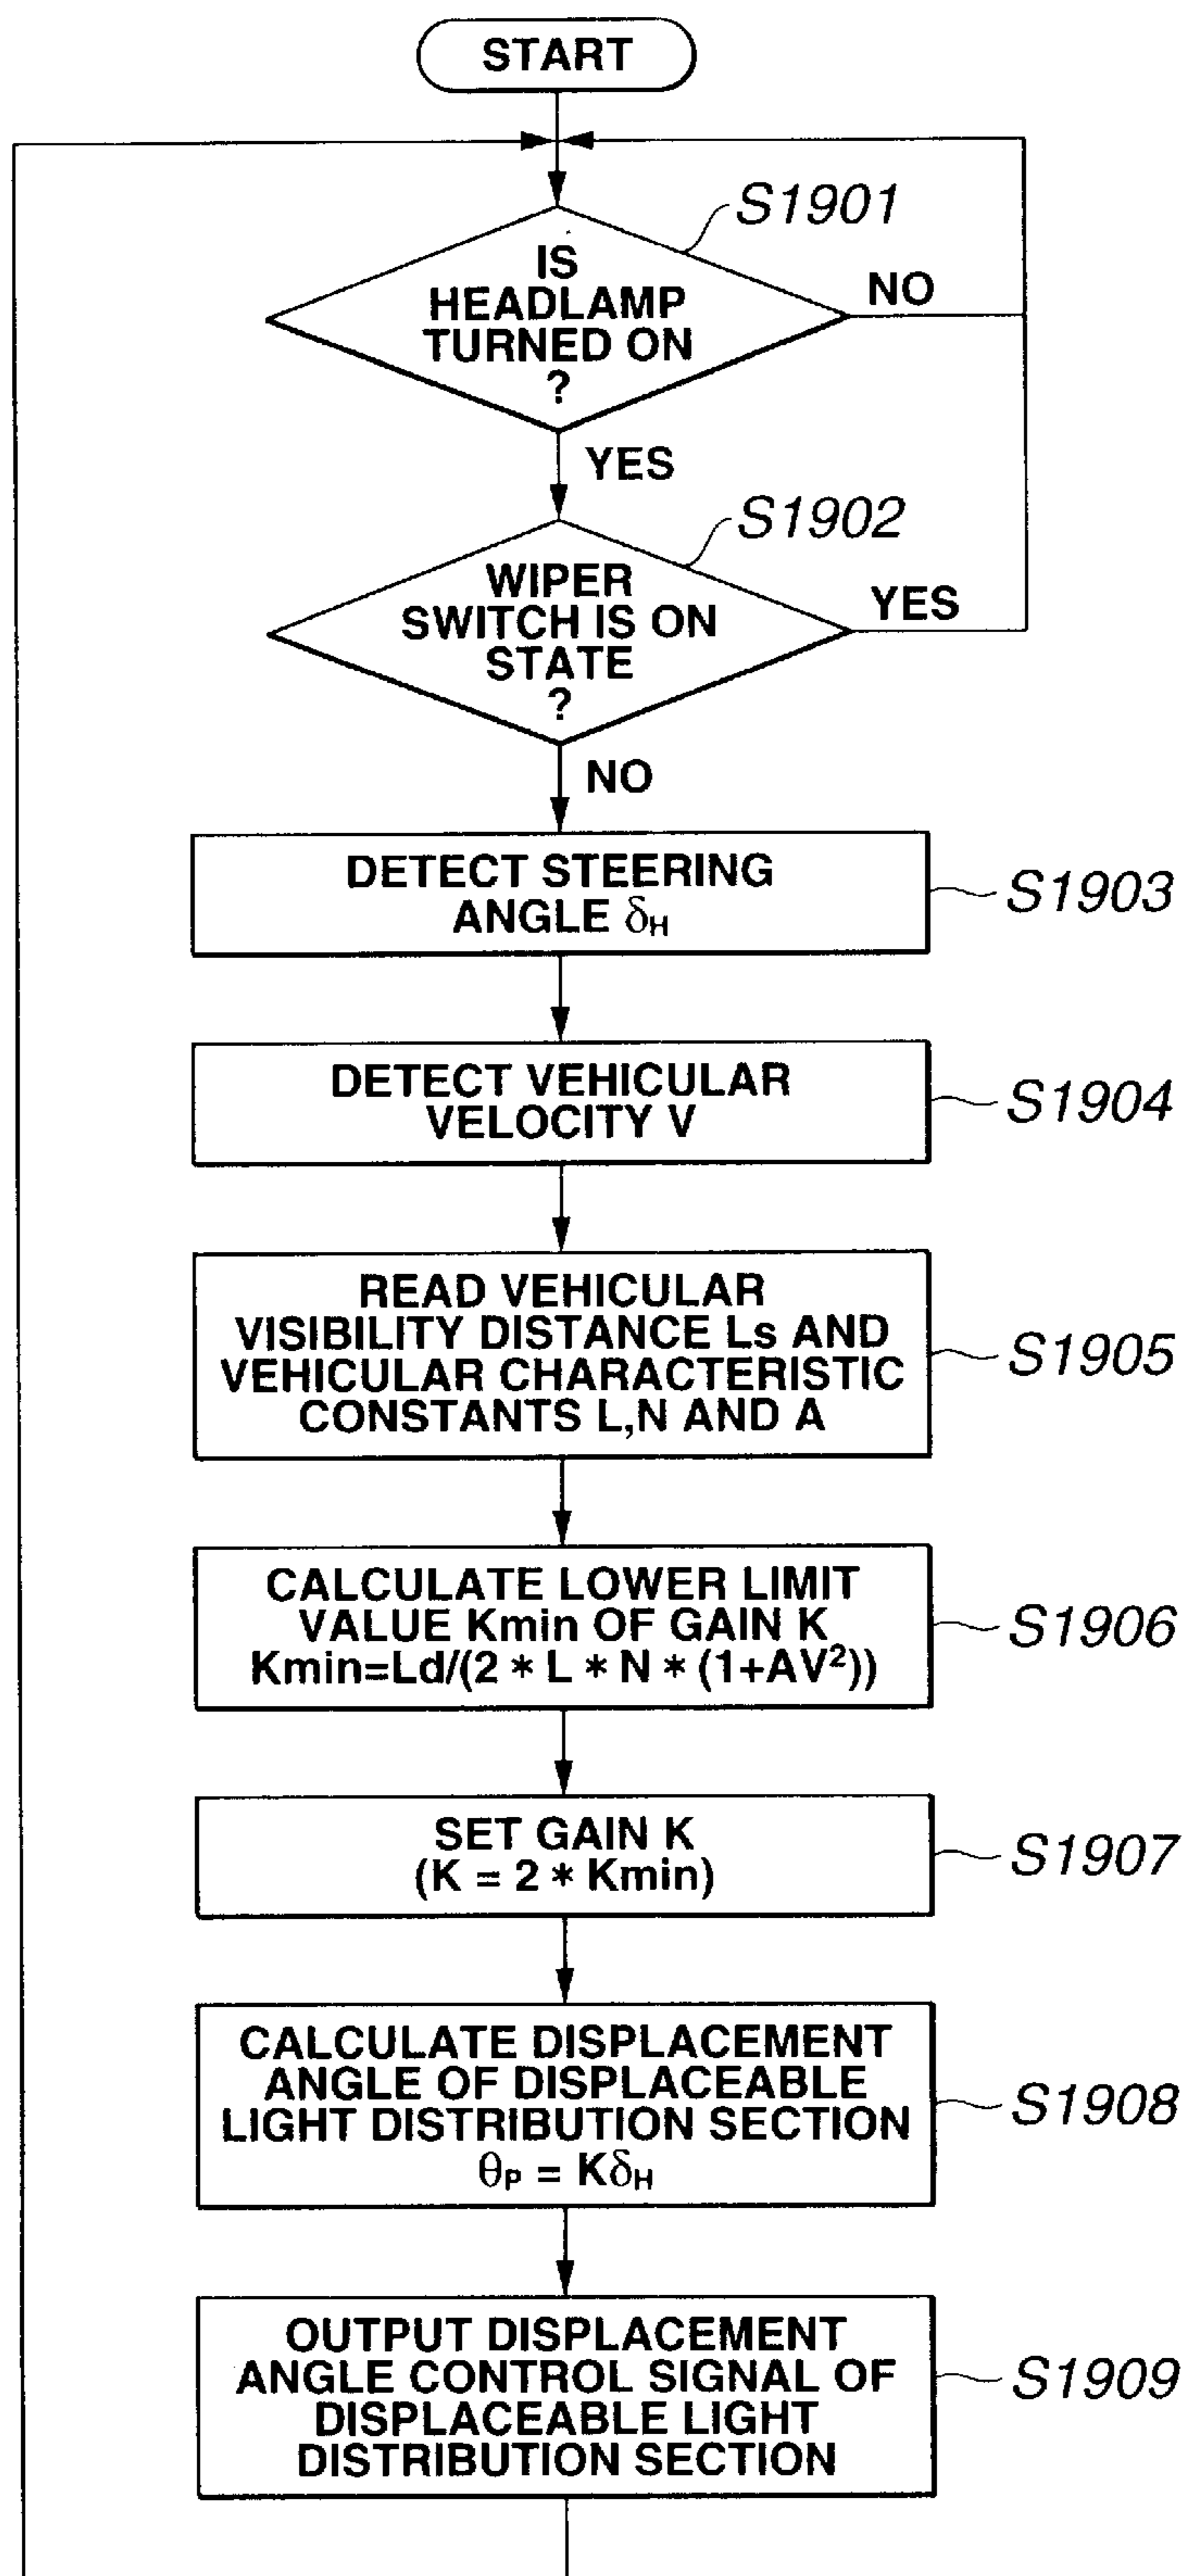 START
S1901
IS
HEADLAMP
TURNED ON
?
NO
YES
S1902
WIPER
SWITCH IS ON
STATE
?
YES
NO
DETECT STEERING
ANGLE δH
S1903
DETECT VEHICULAR
VELOCITY V
S1904
READ VEHICULAR
VISIBILITY DISTANCE Ls AND
VEHICULAR CHARACTERISTIC
CONSTANTS L,N AND A
S1905
CALCULATE LOWER LIMIT
VALUE Kmin OF GAIN K
Kmin=Ld/(2 * L * N * (1+AV²))
S1906
SET GAIN K
(K = 2 * Kmin)
S1907
CALCULATE DISPLACEMENT
ANGLE OF DISPLACEABLE
LIGHT DISTRIBUTION SECTION
θP = KδH
S1908
OUTPUT DISPLACEMENT
ANGLE CONTROL SIGNAL OF
DISPLACEABLE LIGHT
DISTRIBUTION SECTION
S1909